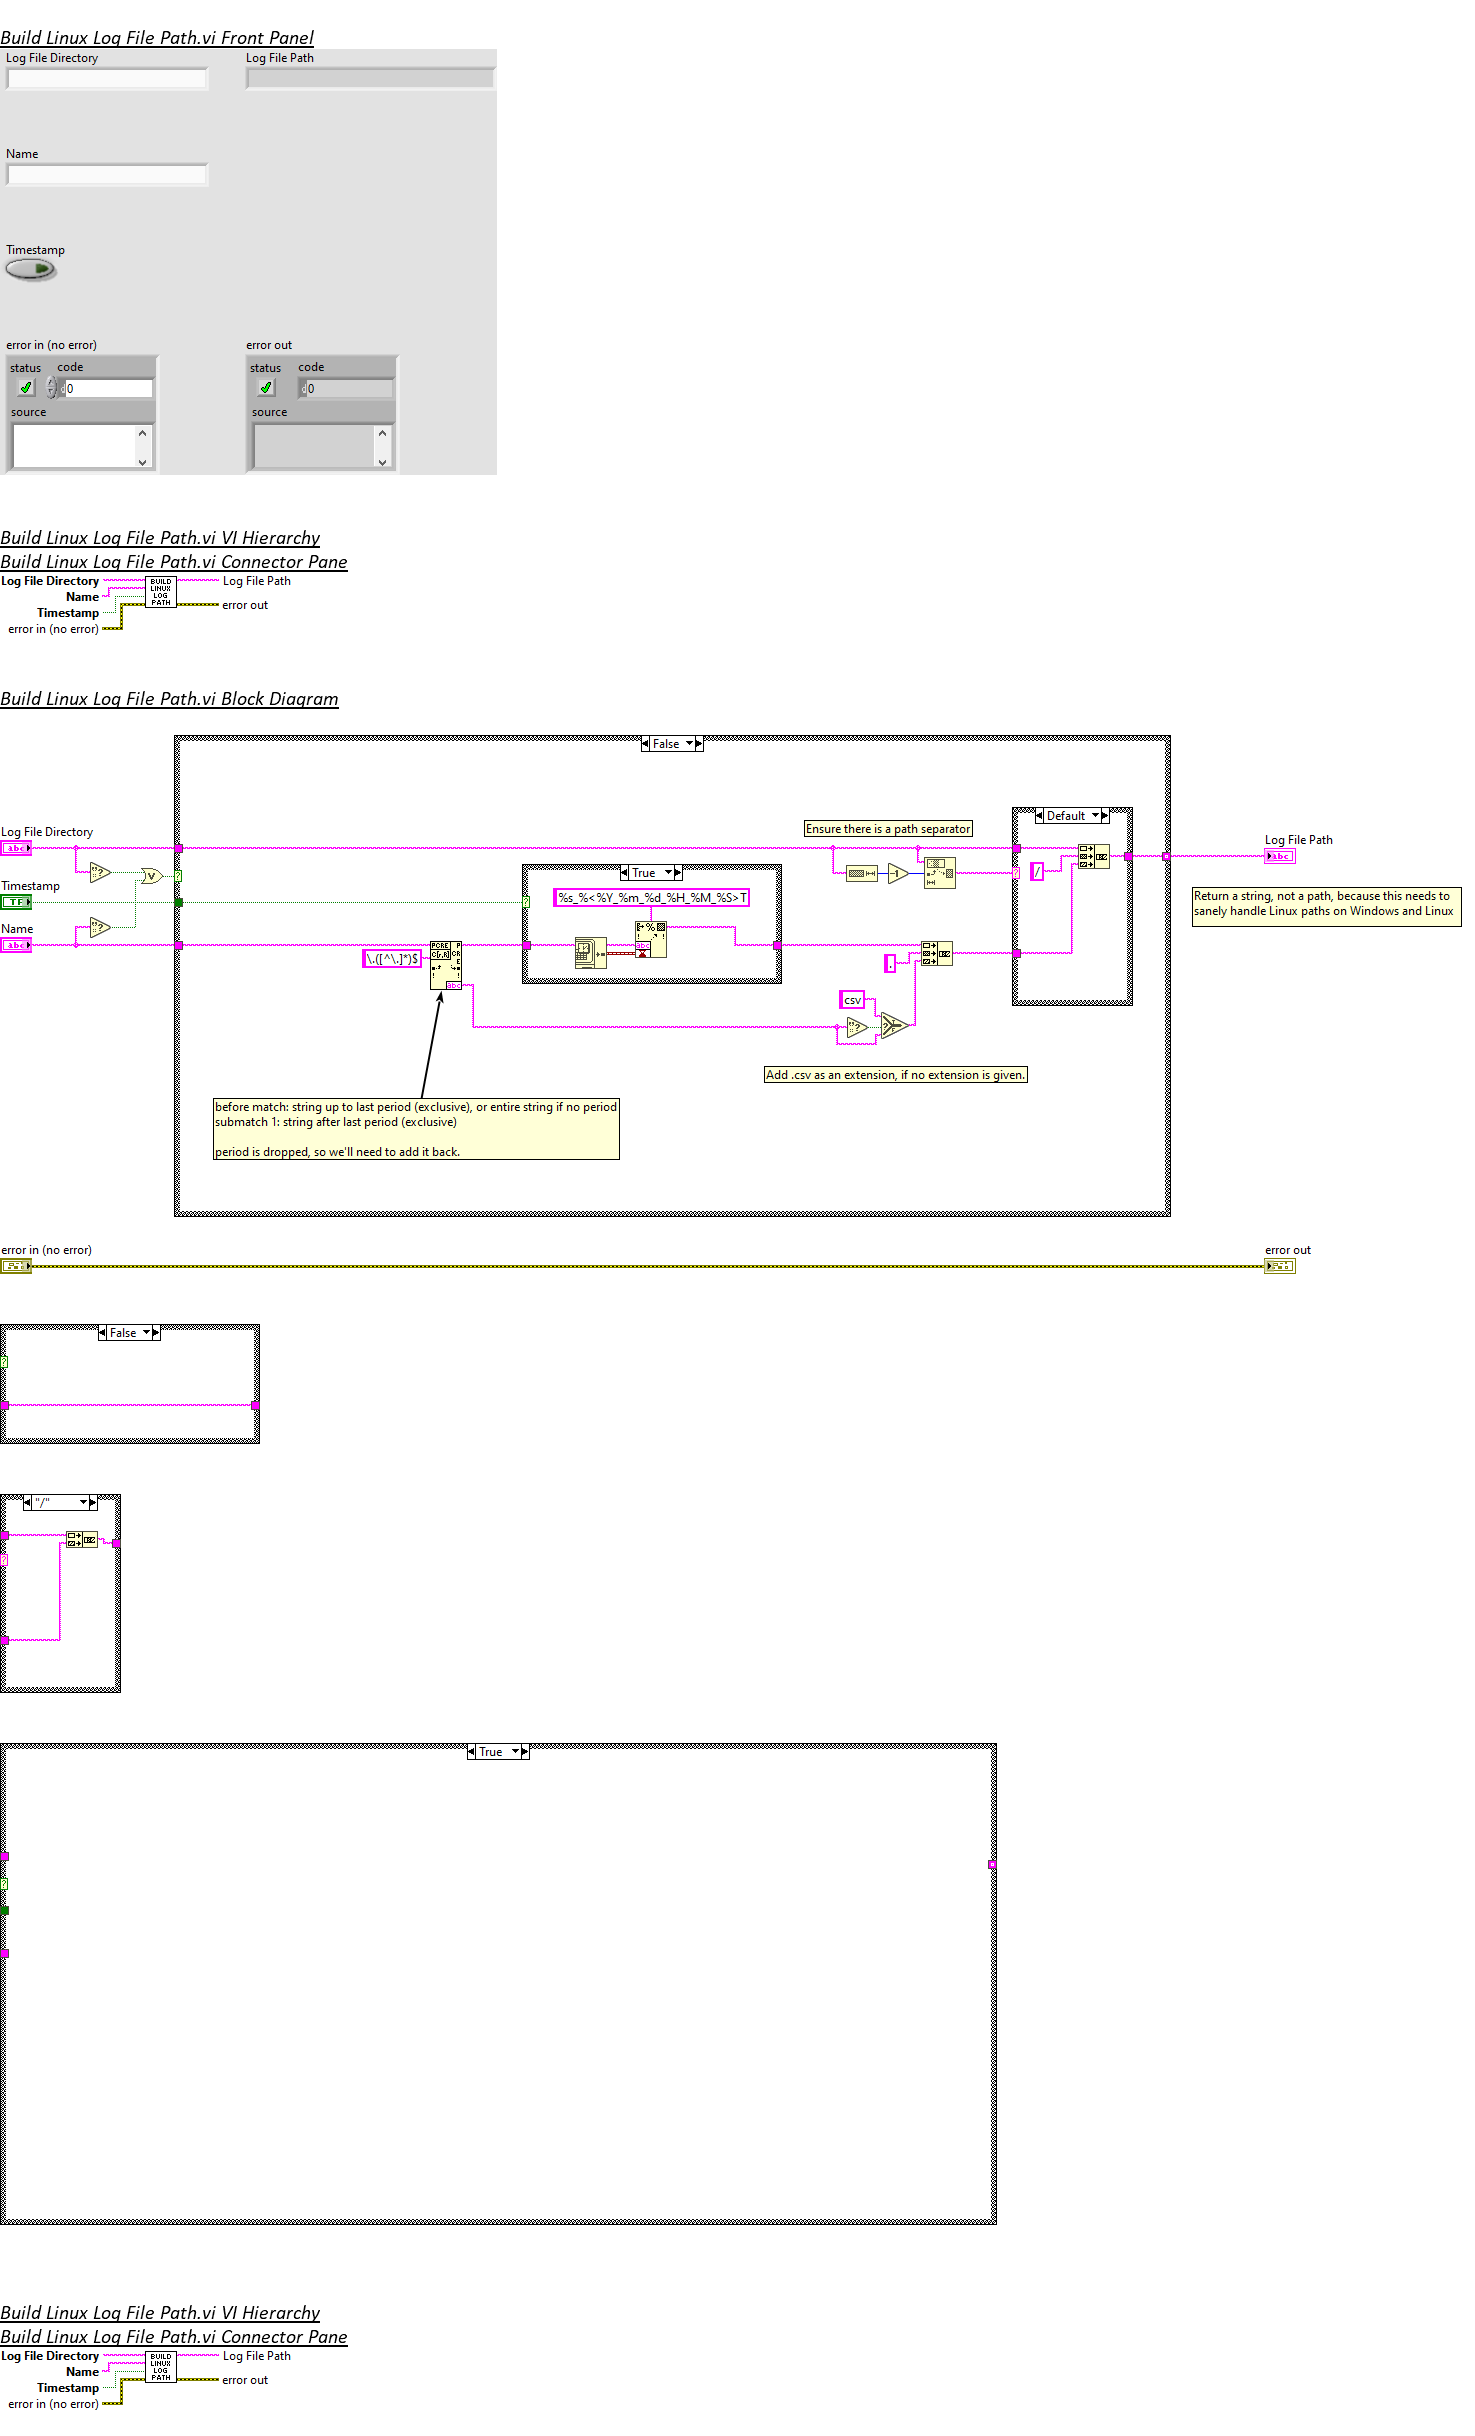 Build Linux Log File Path.vi Front Panel
Log File Directory
Log File Path
Name
Timestamp
error in (no error)
error out
status
code
status
code
d
0
d
0
source
source
Build Linux Log File Path.vi VI Hierarchy
Build Linux Log File Path.vi Connector Pane
Log File Directory
Name
Timestamp
error in (no error)
BUILD
LINUX
LOG
PATH
Log File Path
error out
Build Linux Log File Path.vi Block Diagram
False
Log File Directory
abc
Timestamp
TF
Name
abc
?
?
V
?
\.([^\.]*)$
PCRE
abc
True
?
%s_%<%Y_%m_%d_%H_%M_%S>T
%
abc
Ensure there is a path separator
-1
Default
?
/
.
csv
?
?
T
F
Add .csv as an extension, if no extension is given.
before match: string up to last period (exclusive), or entire string if no period
submatch 1: string after last period (exclusive)
period is dropped, so we'll need to add it back.
Log File Path
abc
Return a string, not a path, because this needs to
sanely handle Linux paths on Windows and Linux
error in (no error)
error out
False
?
"/"
?
True
?
Build Linux Log File Path.vi VI Hierarchy
Build Linux Log File Path.vi Connector Pane
Log File Directory
Name
Timestamp
error in (no error)
BUILD
LINUX
LOG
PATH
Log File Path
error out